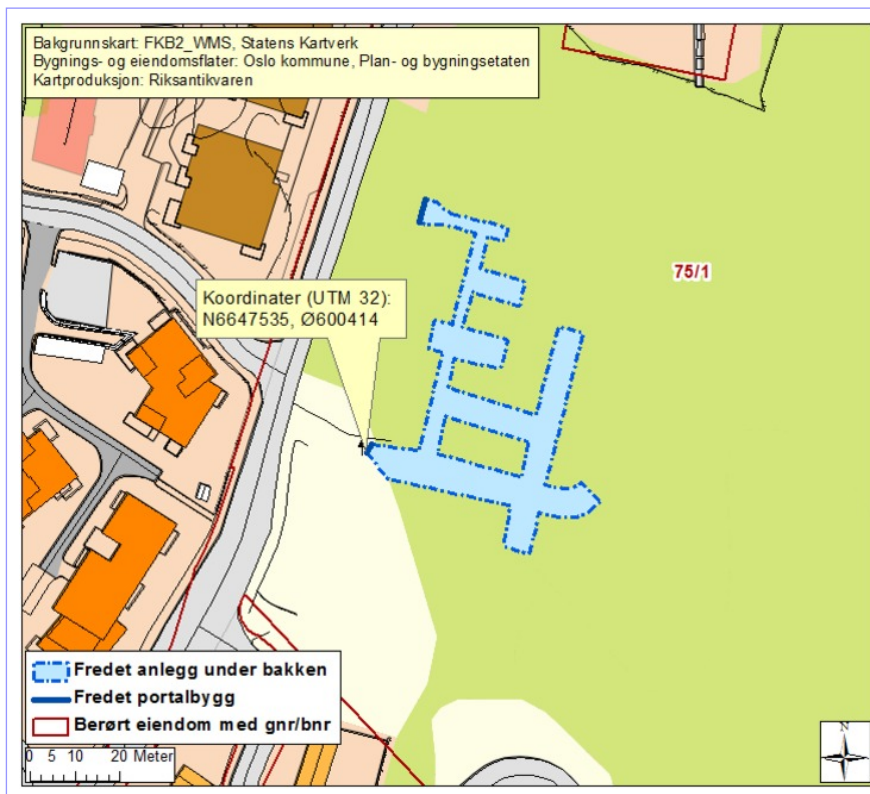 Bakgrunnskart: FKB2_WMS, Statens Kartverk
Bygnings- og eiendomsflater: Oslo kommune, Plan- og bygningsetaten
Kartproduksjon: Riksantikvaren
75/1
Koordinater (UTM 32):
N6647535, Ø600414
Fredet anlegg under bakken
Fredet portalbygg
Berørt eiendom med gnr/bnr
0 5 10 20 Meter
N